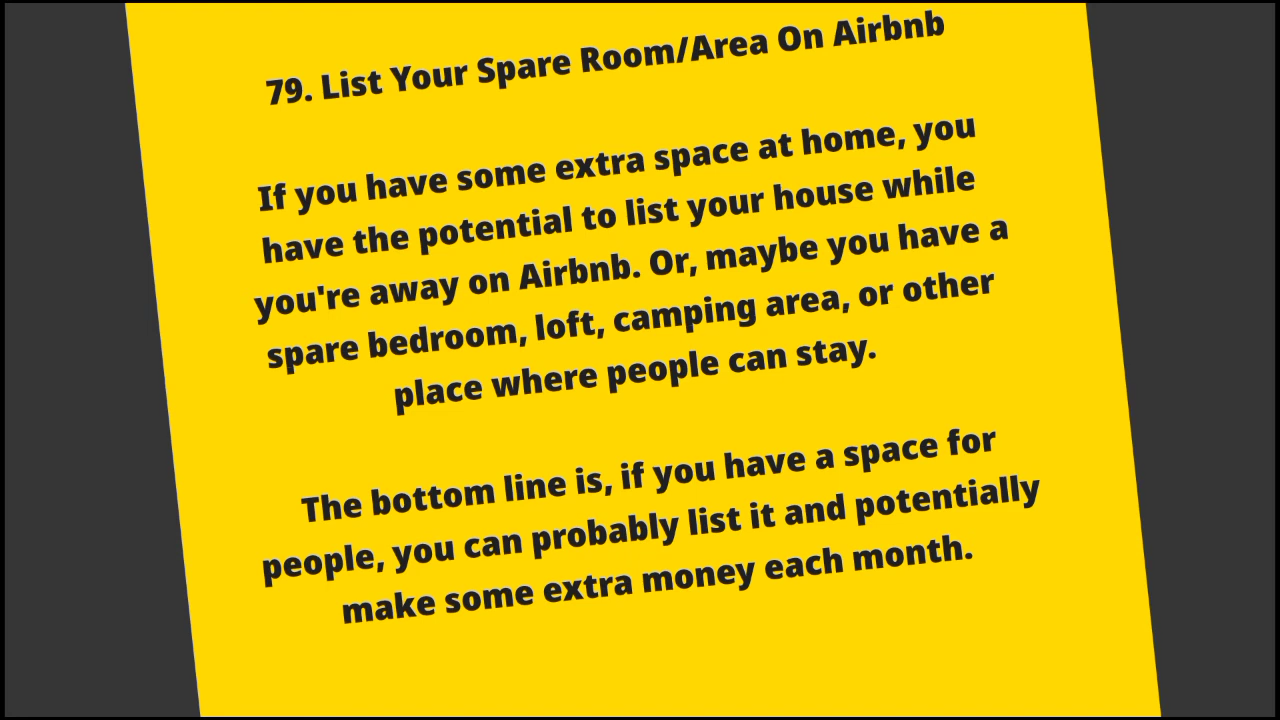 79. List Your Spare Room/Area On Airbnb
If you have some extra space at home, you
have the potential to list your house while
you're away on Airbnb. Or, maybe you have a
spare bedroom, loft, camping area, or other
place where people can stay.
The bottom line is, if you have a space for
people, you can probably list it and potentially
make some extra money each month.